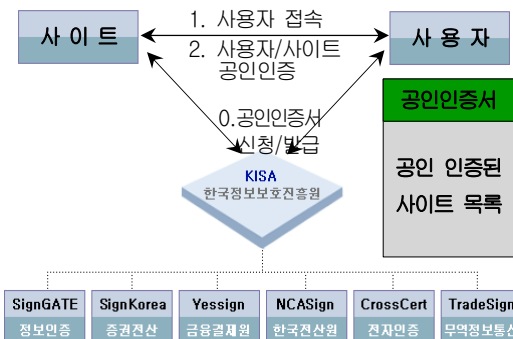 사 이 트
1. 사용자 접속
2. 사용자/사이트
공인인증
사 용 자
0.공인인증서
신청/발급
공인인증서
공인 인증된
사이트 목록
KISA
한국정보보호진흥원
SignGATE
정보인증
SignKorea
증권전산
Yessign
금융결제원
NCASign
한국전산원
CrossCert
전자인증
TradeSign
무역정보통신